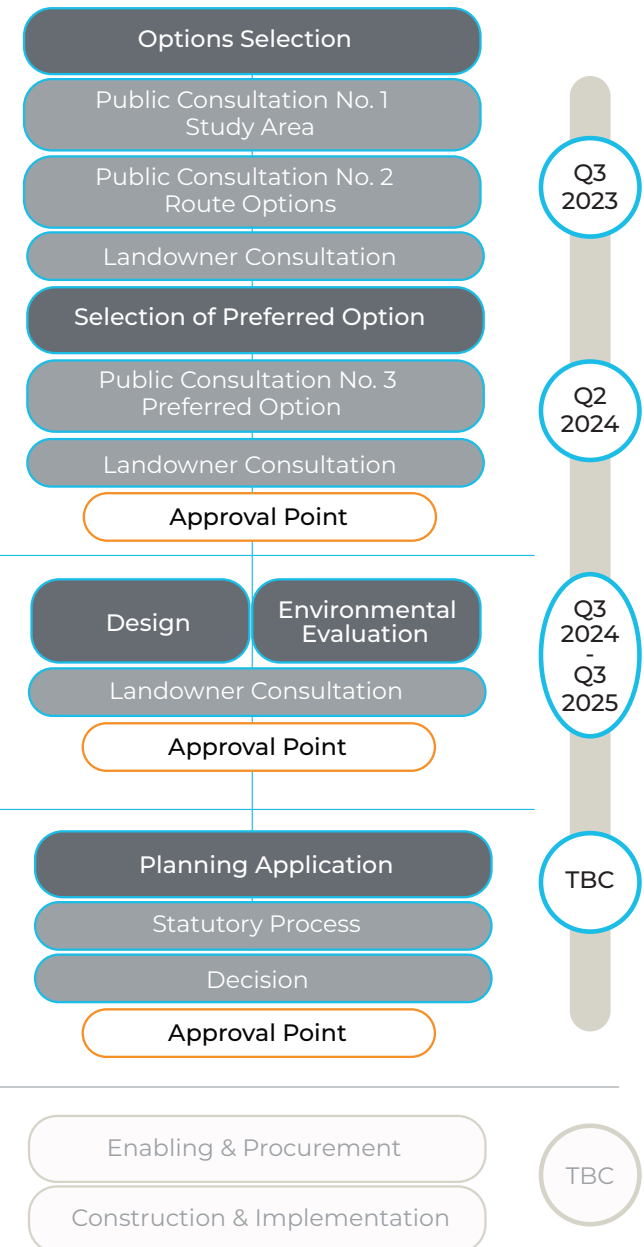 Options Selection
Public Consultation No. 1
Study Area
Public Consultation No. 2
Route Options
Landowner Consultation
Selection of Preferred Option
Public Consultation No. 3
Preferred Option
Landowner Consultation
Approval Point
Design
Environmental
Evaluation
Landowner Consultation
Approval Point
Planning Application
Statutory Process
Decision
Approval Point
Enabling & Procurement
Construction & Implementation
Q3
2023
Q2
2024
Q3
2024
-
Q3
2025
TBC
TBC